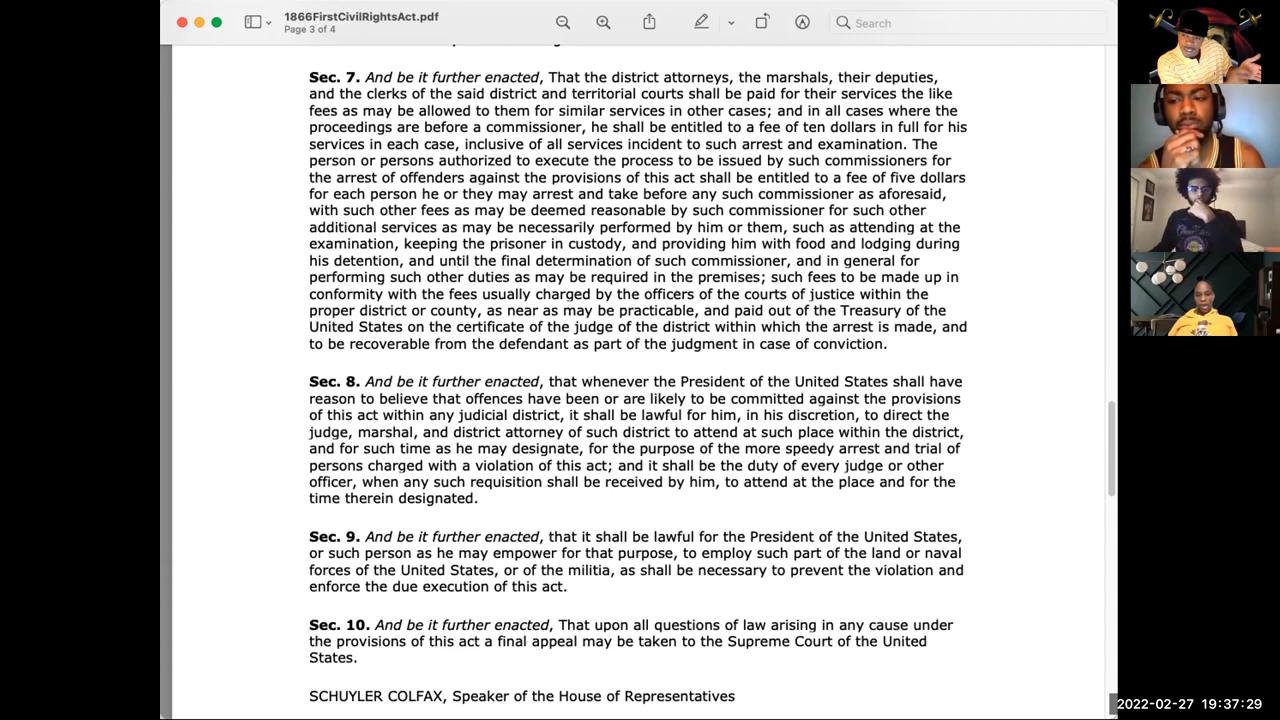 1866FirstCivilRightsAct.pdf
Page 3 of 4
Search
Sec. 7. And be it further enacted, That the district attorneys, the marshals, their deputies,
and the clerks of the said district and territorial courts shall be paid for their services the like
fees as may be allowed to them for similar services in other cases; and in all cases where the
proceedings are before a commissioner, he shall be entitled to a fee of ten dollars in full for his
services in each case, inclusive of all services incident to such arrest and examination. The
person or persons authorized to execute the process to be issued by such commissioners for
the arrest of offenders against the provisions of this act shall be entitled to a fee of five dollars
for each person he or they may arrest and take before any such commissioner as aforesaid,
with such other fees as may be deemed reasonable by such commissioner for such other
additional services as may be necessarily performed by him or them, such as attending at the
examination, keeping the prisoner in custody, and providing him with food and lodging during
his detention, and until the final determination of such commissioner, and in general for
performing such other duties as may be required in the premises; such fees to be made up in
conformity with the fees usually charged by the officers of the courts of justice within the
proper district or county, as near as may be practicable, and paid out of the Treasury of the
United States on the certificate of the judge of the district within which the arrest is made, and
to be recoverable from the defendant as part of the judgment in case of conviction.
Sec. 8. And be it further enacted, that whenever the President of the United States shall have
reason to believe that offences have been or are likely to be committed against the provisions
of this act within any judicial district, it shall be lawful for him, in his discretion, to direct the
judge, marshal, and district attorney of such district to attend at such place within the district,
and for such time as he may designate, for the purpose of the more speedy arrest and trial of
persons charged with a violation of this act; and it shall be the duty of every judge or other
officer, when any such requisition shall be received by him, to attend at the place and for the
time therein designated.
Sec. 9. And be it further enacted, that it shall be lawful for the President of the United States,
or such person as he may empower for that purpose, to employ such part of the land or naval
forces of the United States, or of the militia, as shall be necessary to prevent the violation and
enforce the due execution of this act.
Sec. 10. And be it further enacted, That upon all questions of law arising in any cause under
the provisions of this act a final appeal may be taken to the Supreme Court of the United
States.
SCHUYLER COLFAX, Speaker of the House of Representatives
2022-02-27 19:37:29